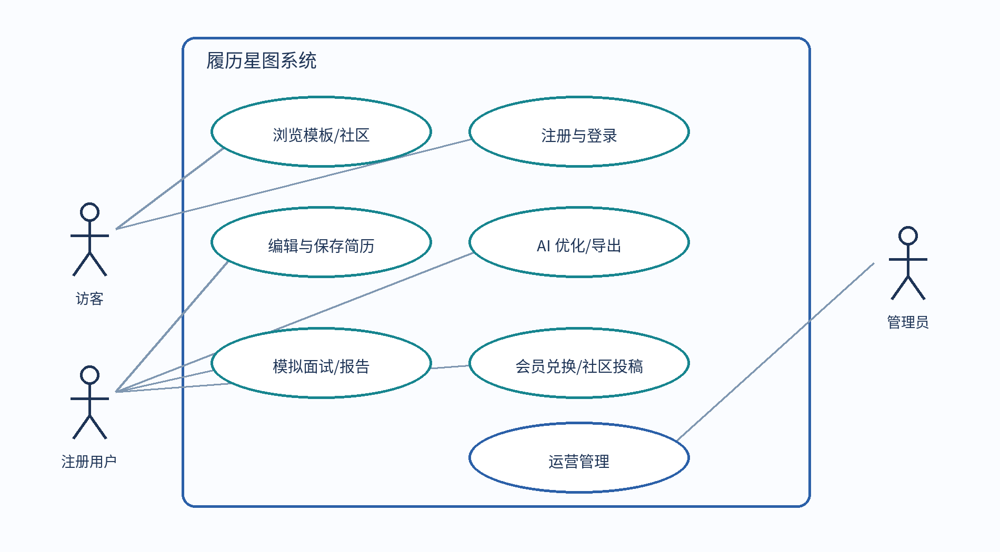 履历星图系统
浏览模板/社区
注册与登录
编辑与保存简历
AI 优化/导出
访客
管理员
模拟面试/报告
会员兑换/社区投稿
注册用户
运营管理